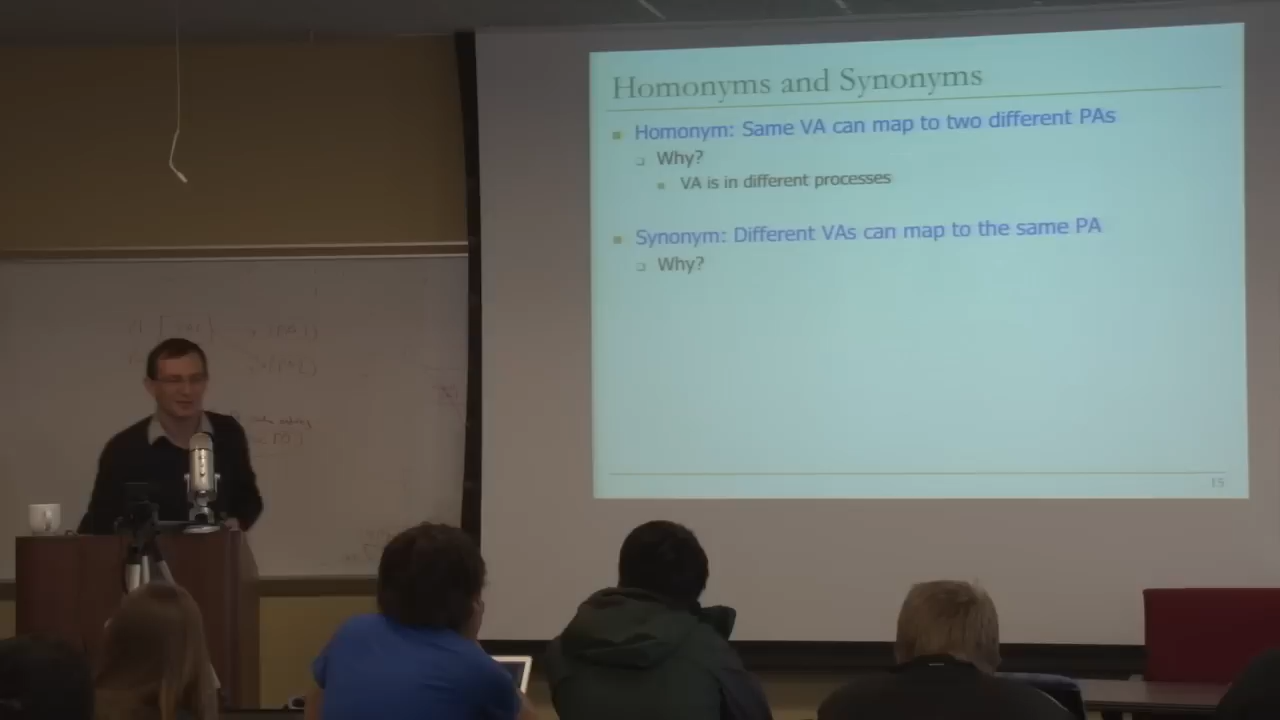 Homonyms and Synonyms
Homonym: Same VA can map to two different PAs
Why?
VA is in different processes
Synonym: Different VAs can map to the same PA
Why?
15